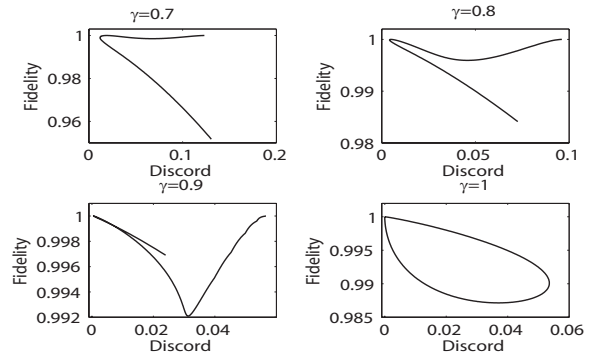 γ=0.7
γ=0.8
1
0.98
0.96
Fidelity
0
0.1
0.2
Discord
1
0.99
0.98
Fidelity
0
0.05
0.1
Discord
γ=0.9
γ=1
1
0.998
0.996
0.994
0.992
Fidelity
0
0.02
0.04
Discord
1
0.995
0.99
0.985
Fidelity
0
0.02
0.04
0.06
Discord